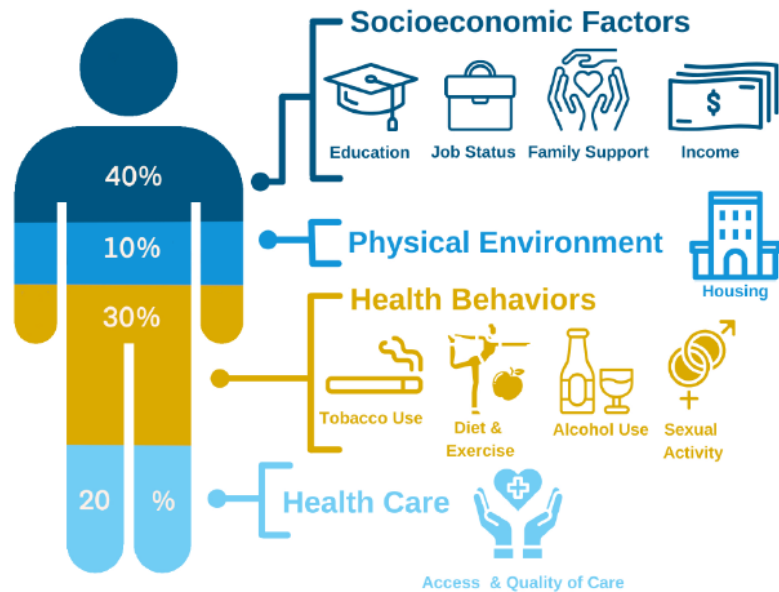 Socioeconomic Factors
$
Education Job Status Family Support Income
40%
10%
Physical Environment
Housing
30%
Health Behaviors
Tobacco Use
Diet &
Exercise
Alcohol Use
Sexual
Activity
20 %
Health Care
Access & Quality of Care